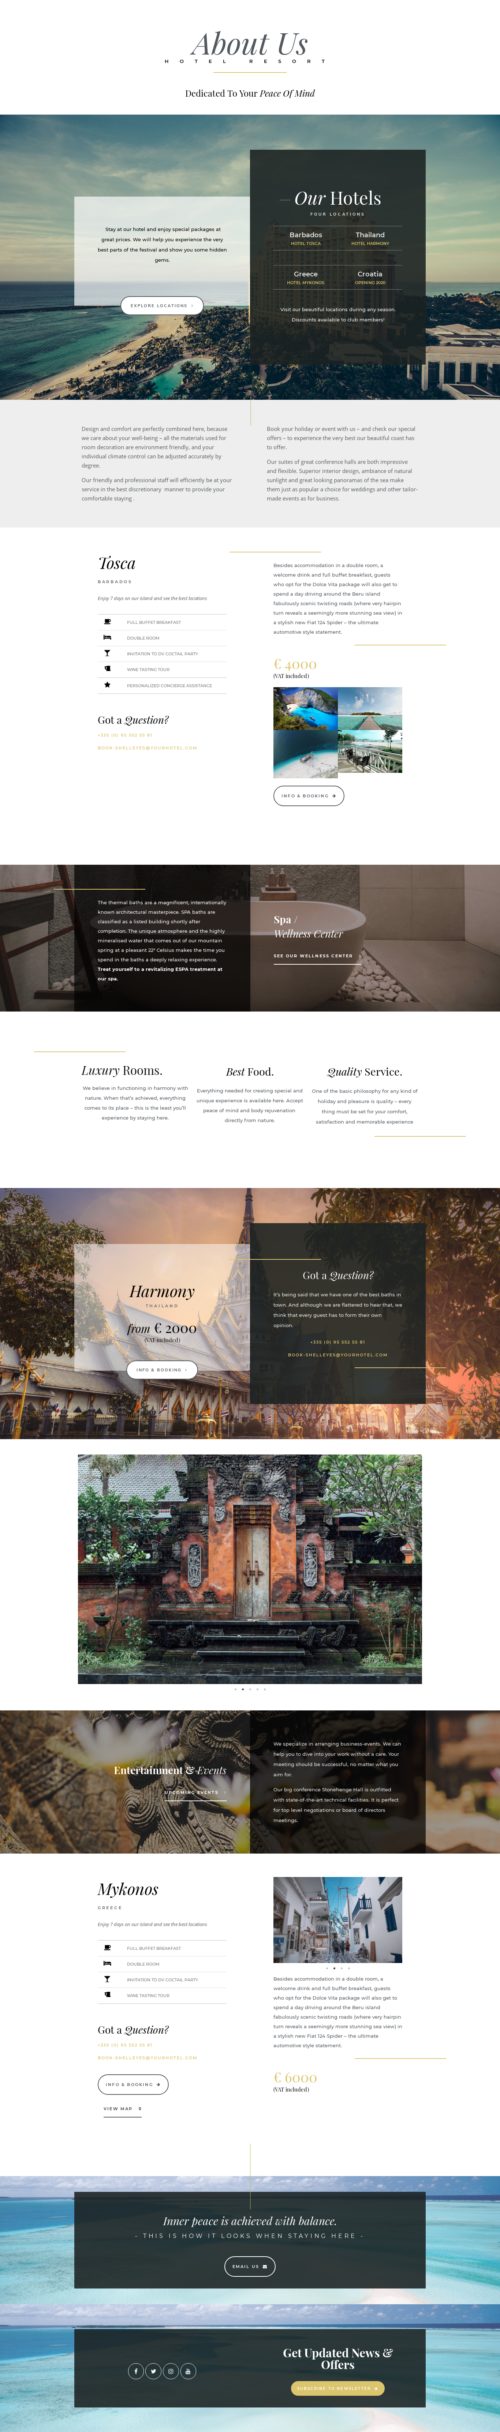 About Us
HOTEL RESORT
Dedicated To Your Peace Of Mind
Stay at our hotel and enjoy special packages at
great prices. We will help you experience the very
best parts of the festival and show you some hidden
gems.
EXPLORE LOCATIONS
Our Hotels
FOUR LOCATIONS
Barbados
HOTEL TOSCA
Thailand
HOTEL HARMONY
Greece
HOTEL MYKONOS
Croatia
OPENING 2020
Visit our beautiful locations during any season.
Discounts available to club members!
Design and comfort are perfectly combined here, because
we care about your well-being – all the materials used for
room decoration are environment friendly, and your
individual climate control can be adjusted accurately by
degree.
Our friendly and professional staff will efficiently be at your
service in the best discretionary manner to provide your
comfortable staying
Book your holiday or event with us – and check our special
offers – to experience the very best our beautiful coast has
to offer.
Our suites of great conference halls are both impressive
and flexible. Superior interior design, ambiance of natural
sunlight and great looking panoramas of the sea make
them just as popular a choice for weddings and other tailor-
made events as for business.
Tosca
BARBADOS
Enjoy 7 days on our island and see the best locations
FULL BUFFET BREAKFAST
DOUBLE ROOM
INVITATION TO DV COCTAIL PARTY
WINE TASTING TOUR
PERSONALIZED CONCIERGE ASSISTANCE
Got a Question?
+335 (0) 95 552 55 81
BOOK-SHELLEYES@YOURHOTEL.COM
Besides accommodation in a double room, a
welcome drink and full buffet breakfast, guests
who opt for the Dolce Vita package will also get to
spend a day driving around the Beru island
fabulously scenic twisting roads (where very hairpin
turn reveals a seemingly more stunning sea view) in
a stylish new Fiat 124 Spider – the ultimate
automotive style statement.
€ 4000
(VAT included)
INFO & BOOKING
The thermal baths are a magnificent, internationally
known architectural masterpiece. SPA baths are
classified as a listed building shortly after
completion. The unique atmosphere and the highly
mineralised water that comes out of our mountain
spring at a pleasant 22° Celsius makes the time you
spend in the baths a deeply relaxing experience.
Treat yourself to a revitalizing ESPA treatment at
our spa.
Spa /
Wellness Center
SEE OUR WELLNESS CENTER
Luxury Rooms.
We believe in functioning in harmony with
nature. When that's achieved, everything
comes to its place – this is the least you'll
experience by staying here.
Best Food.
Everything needed for creating special and
unique experience is available here. Accept
peace of mind and body rejuvenation
directly from nature.
Quality Service.
One of the basic philosophy for any kind of
holiday and pleasure is quality – every
thing must be set for your comfort,
satisfaction and memorable experience
Harmony
THAILAND
from € 2000
(VAT included)
INFO & BOOKING
Got a Question?
It's being said that we have one of the best baths in
town. And although we are flattered to hear that, we
think that every guest has to form their own
opinion.
+335 (0) 95 552 55 81
BOOK-SHELLEYES@YOURHOTEL.COM
Entertainment & Events
UPCOMING EVENTS
We specialize in arranging business-events. We can
help you to dive into your work without a care. Your
meeting should be successful, no matter what you
aim for.
Our big conference Stonehenge Hall is outfitted
with state-of-the-art technical facilities. It is perfect
for top level negotiations or board of directors
meetings.
Mykonos
GREECE
Enjoy 7 days on our island and see the best locations
FULL BUFFET BREAKFAST
DOUBLE ROOM
INVITATION TO DV COCTAIL PARTY
WINE TASTING TOUR
Got a Question?
+335 (0) 95 552 55 81
BOOK-SHELLEYES@YOURHOTEL.COM
INFO & BOOKING
VIEW MAP
Besides accommodation in a double room, a
welcome drink and full buffet breakfast, guests
who opt for the Dolce Vita package will also get to
spend a day driving around the Beru island
fabulously scenic twisting roads (where very hairpin
turn reveals a seemingly more stunning sea view) in
a stylish new Fiat 124 Spider – the ultimate
automotive style statement.
€ 6000
(VAT included)
Inner peace is achieved with balance.
- THIS IS HOW IT LOOKS WHEN STAYING HERE -
EMAIL US
Get Updated News &
Offers
SUBSCRIBE TO NEWSLETTER